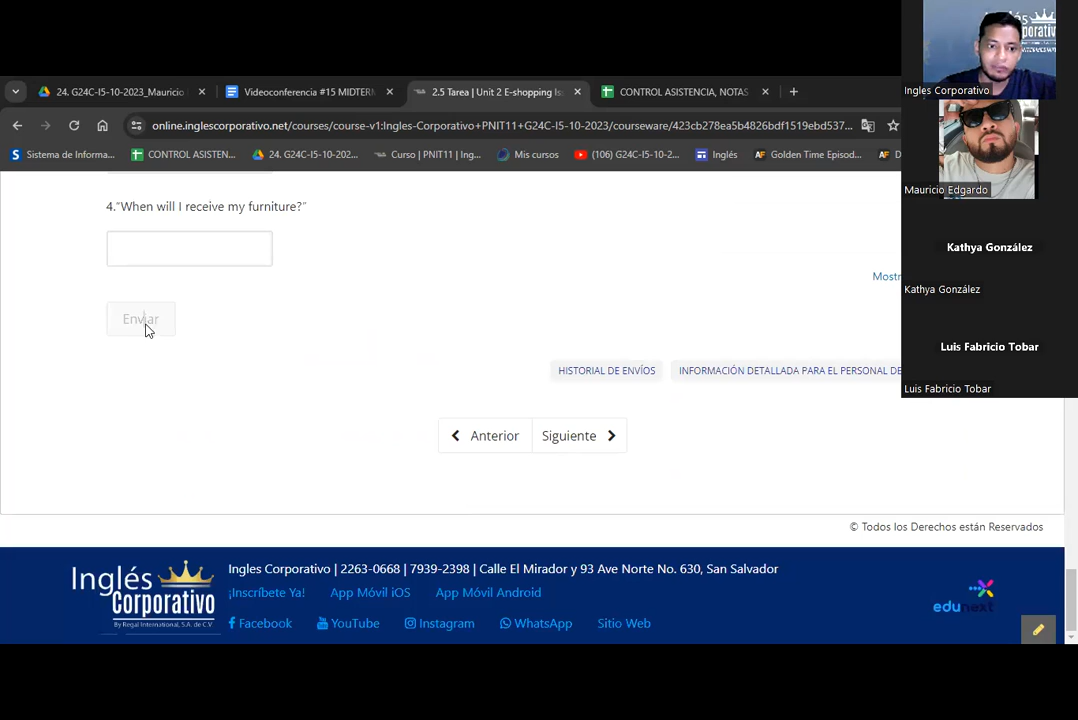 24. G24C-I5-10-2023_Mauricio
Videoconferencia #15 MIDTERM
2.5 Tarea | Unit 2 E-shopping Is
CONTROL ASISTENCIA, NOTAS
online.inglescorporativo.net/courses/course-v1:Ingles-Corporativo+PNIT11+G24C-I5-10-2023/courseware/423cb278ea5b4826bdf1519ebd537...
Sistema de Informa...
CONTROL ASISTEN...
24. G24C-I5-10-202...
Curso | PNIT11 | Ing...
Mis cursos
(106) G24C-I5-10-2...
Inglés
Golden Time Episod...
D
Ingles Corporativo
Mauricio Edgardo
Kathya González
Kathya González
Luis Fabricio Tobar
Luis Fabricio Tobar
4."When will I receive my furniture?"
Mostr
Enviar
HISTORIAL DE ENVÍOS
INFORMACIÓN DETALLADA PARA EL PERSONAL DE
Anterior
Siguiente
© Todos los Derechos están Reservados
Inglés
Corporativo
By Regal International, S.A. de C.V
Ingles Corporativo | 2263-0668 | 7939-2398 | Calle El Mirador y 93 Ave Norte No. 630, San Salvador
¡Inscríbete Ya! App Móvil iOS App Móvil Android
Facebook YouTube Instagram WhatsApp Sitio Web
edunext